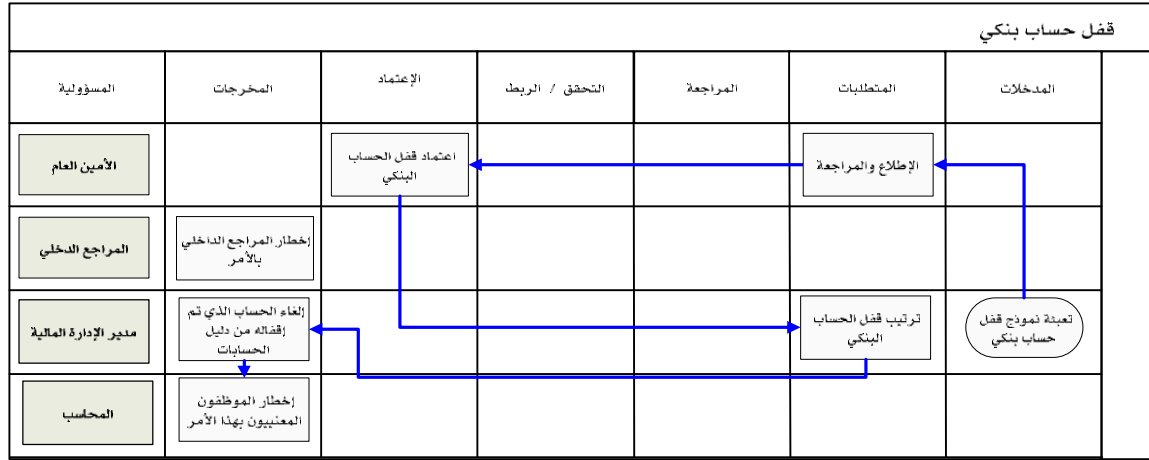 قفل حساب بنكي
المدخلات
المتطلبات
المراجعة
التحقق / الربط
الإعتماد
المخرجات
المسؤولية
الإطلاع والمراجعة
اعتماد قفل الحساب
البنكي
الأمين العام
إخطار المراجع الداخلي
بالأمر
المراجع الدخلي
تعبئة نموذج قفل
حساب بنكي
ترتيب قفل الحساب
البنكي
إلغاء الحساب الذي تم
إقفاله من دليل
الحسابات
مدير الإدارة المالية
إخطار الموظفون
المعنييون بهذا الأمر
المحاسب